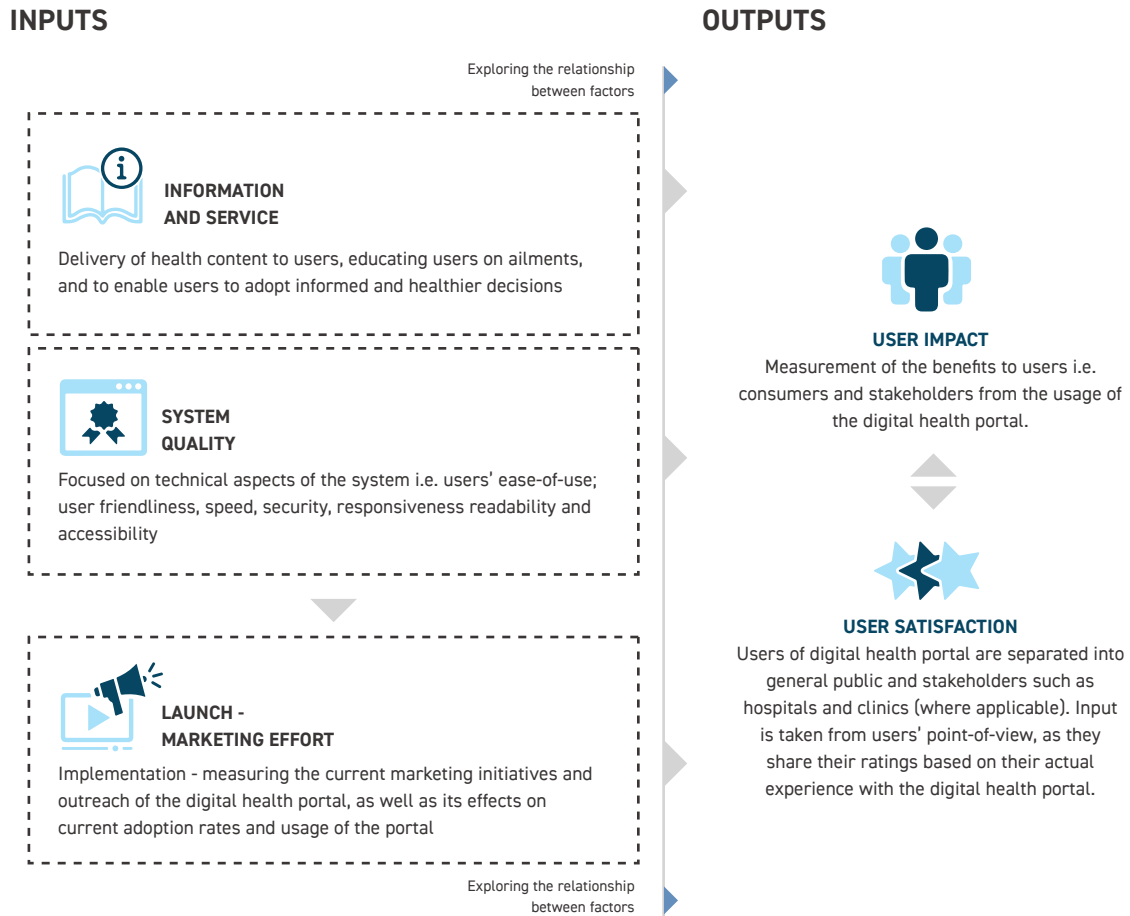 INPUTS
Exploring the relationship
between factors
INFORMATION
AND SERVICE
Delivery of health content to users, educating users on ailments,
and to enable users to adopt informed and healthier decisions
SYSTEM
QUALITY
Focused on technical aspects of the system i.e. users’ ease-of-use;
user friendliness, speed, security, responsiveness readability and
accessibility
LAUNCH -
MARKETING EFFORT
Implementation - measuring the current marketing initiatives and
outreach of the digital health portal, as well as its effects on
current adoption rates and usage of the portal
Exploring the relationship
between factors
OUTPUTS
USER IMPACT
Measurement of the benefits to users i.e.
consumers and stakeholders from the usage of
the digital health portal.
USER SATISFACTION
Users of digital health portal are separated into
general public and stakeholders such as
hospitals and clinics (where applicable). Input
is taken from users’ point-of-view, as they
share their ratings based on their actual
experience with the digital health portal.